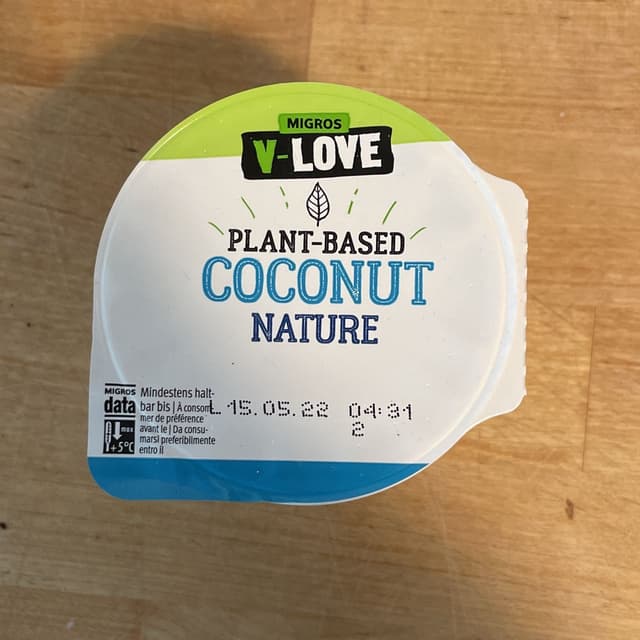 MIGROS
V-LOVE
PLANT-BASED
COCONUT
NATURE
MIGROS
data
max
+5°C
Mindestens halt-
bar bis | À consom-
mer de préférence
avant le | Da consu-
marsi preferibilmente
entro il
L 15.05.22 04:31
2